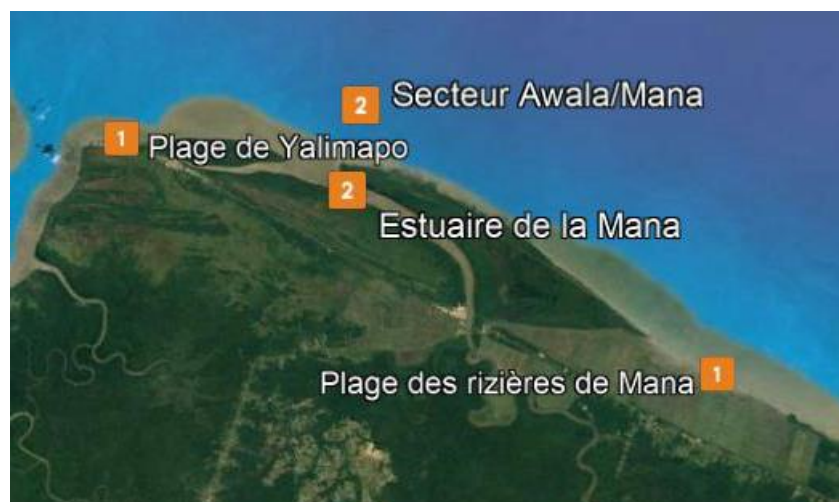 2 Secteur Awala/Mana
1 Plage de Yalimapo
2
Estuaire de la Mana
Plage des rizières de Mana 1